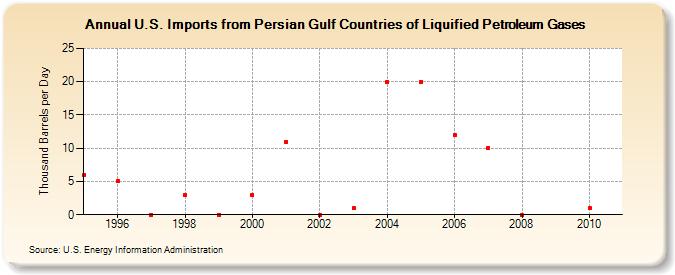 Annual U.S. Imports from Persian Gulf Countries of Liquified Petroleum Gases
Thousand Barrels per Day
25
20
15
10
5
0
1996 1998 2000 2002 2004 2006 2008 2010
Source: U.S. Energy Information Administration